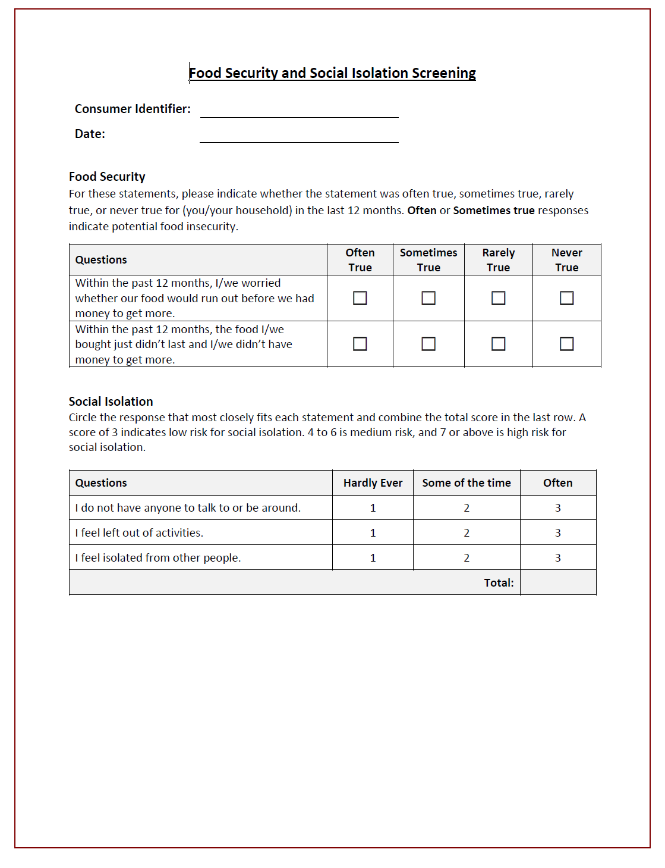 Food Security and Social Isolation Screening
Consumer Identifier:
Date:
Food Security
For these statements, please indicate whether the statement was often true, sometimes true, rarely
true, or never true for (you/your household) in the last 12 months. Often or Sometimes true responses
indicate potential food insecurity.
Questions Often True Sometimes True Rarely True Never True
Within the past 12 months, I/we worried
whether our food would run out before we had
money to get more.
Within the past 12 months, the food I/we
bought just didn't last and I/we didn't have
money to get more.
Social Isolation
Circle the response that most closely fits each statement and combine the total score in the last row. A
score of 3 indicates low risk for social isolation. 4 to 6 is medium risk, and 7 or above is high risk for
social isolation.
Questions Hardly Ever Some of the time Often
I do not have anyone to talk to or be around. 1 2 3
I feel left out of activities. 1 2 3
I feel isolated from other people. 1 2 3
Total: